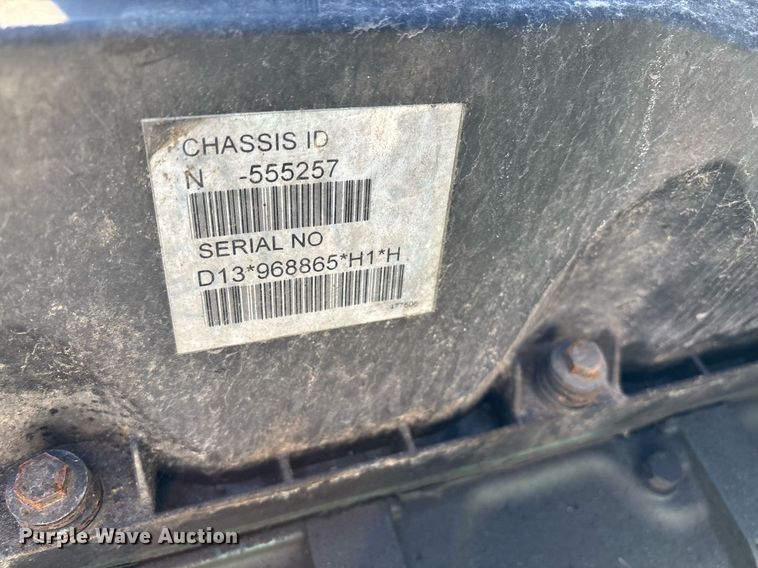 CHASSIS ID
N -555257
SERIAL NO
D13*968865*H1*H
Purple Wave Auction